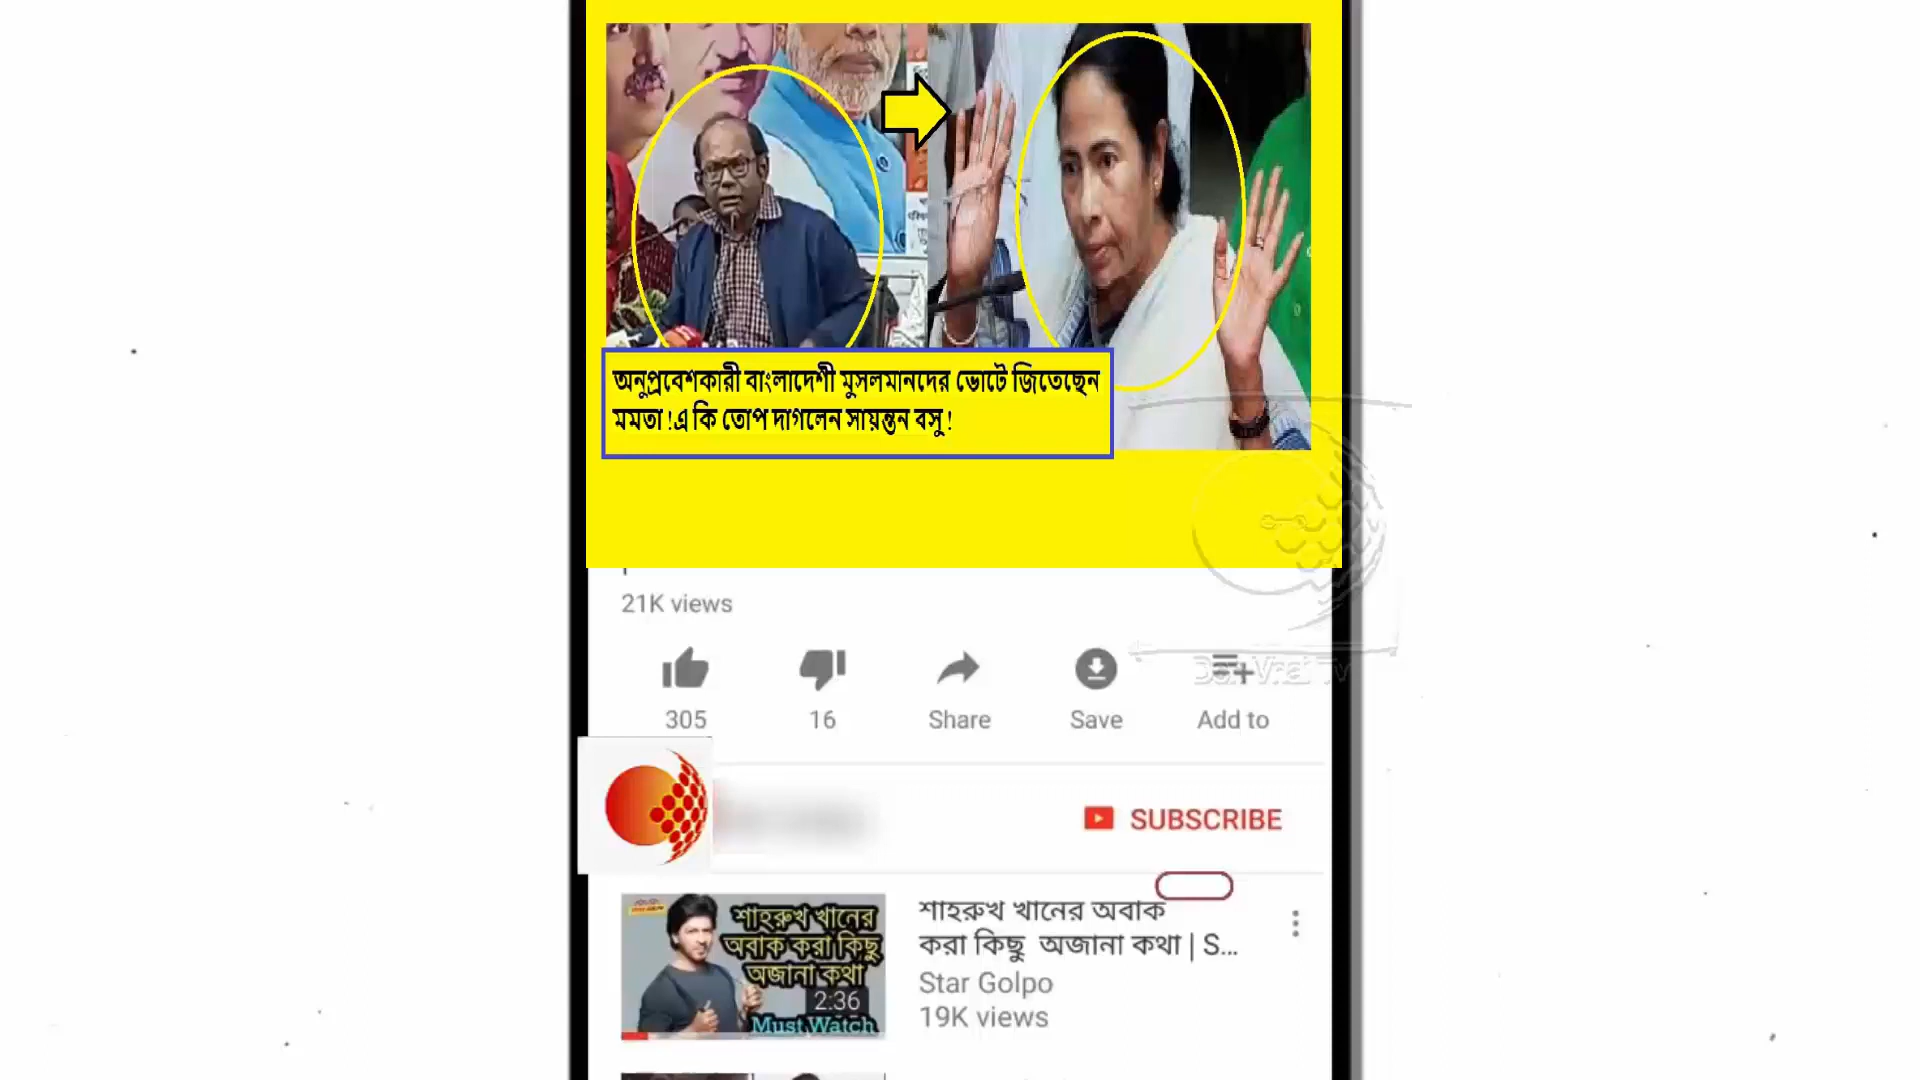 অনুপ্রবেশকারী বাংলাদেশী মুসলমানদের ভোটে জিতেছেন
মমতা !এ কি তোপ দাগলেন সায়ন্তন বসু !
21K views
305
16
Share
Save
Add to
SUBSCRIBE
শাহরুখ খানের
অবাক করা কিছু
অজানা কথা
2:36
Must Watch
শাহরুখ খানের অবাক
করা কিছু অজানা কথা | S...
Star Golpo
19K views